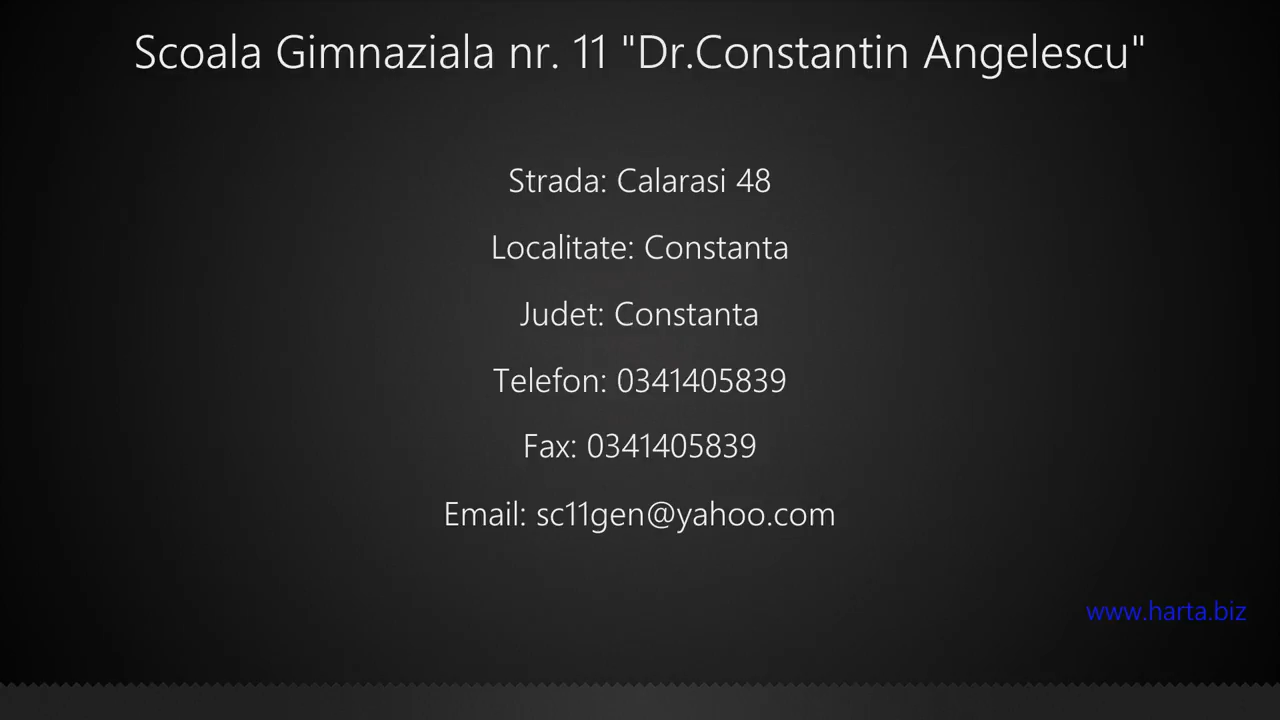 Scoala Gimnaziala nr. 11 "Dr.Constantin Angelescu"
Strada: Calarasi 48
Localitate: Constanta
Judet: Constanta
Telefon: 0341405839
Fax: 0341405839
Email: sc11gen@yahoo.com
www.harta.biz